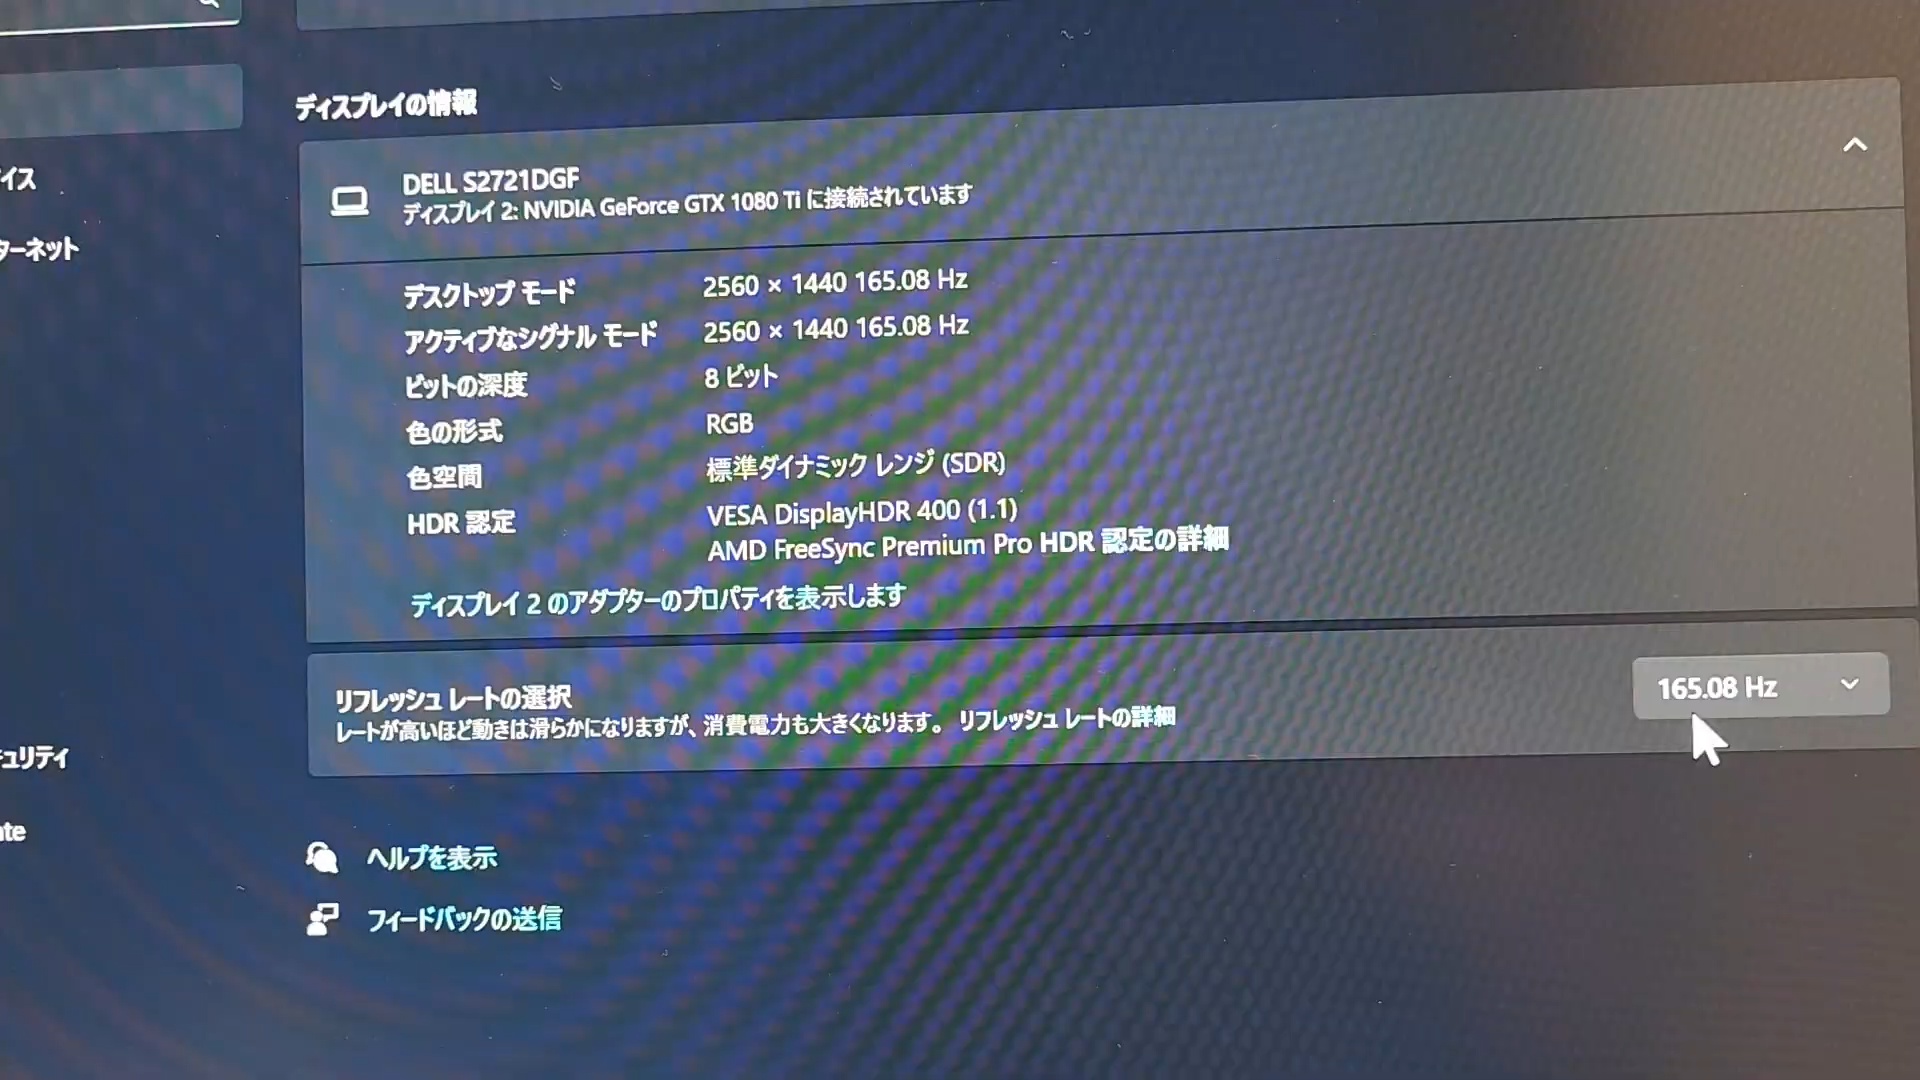 ディスプレイの情報
DELL S2721DGF
ディスプレイ 2: NVIDIA GeForce GTX 1080 Ti に接続されています
デスクトップ モード 2560 × 1440 165.08 Hz
アクティブなシグナル モード 2560 × 1440 165.08 Hz
ビットの深度 8 ビット
色の形式 RGB
色空間 標準ダイナミック レンジ (SDR)
HDR 認定 VESA DisplayHDR 400 (1.1)
AMD FreeSync Premium Pro HDR 認定の詳細
ディスプレイ 2 のアダプターのプロパティを表示します
リフレッシュ レートの選択
レートが高いほど動きは滑らかになりますが、消費電力も大きくなります。 リフレッシュ レートの詳細
165.08 Hz
ヘルプを表示
フィードバックの送信
イス
ターネット
ュリティ
ate